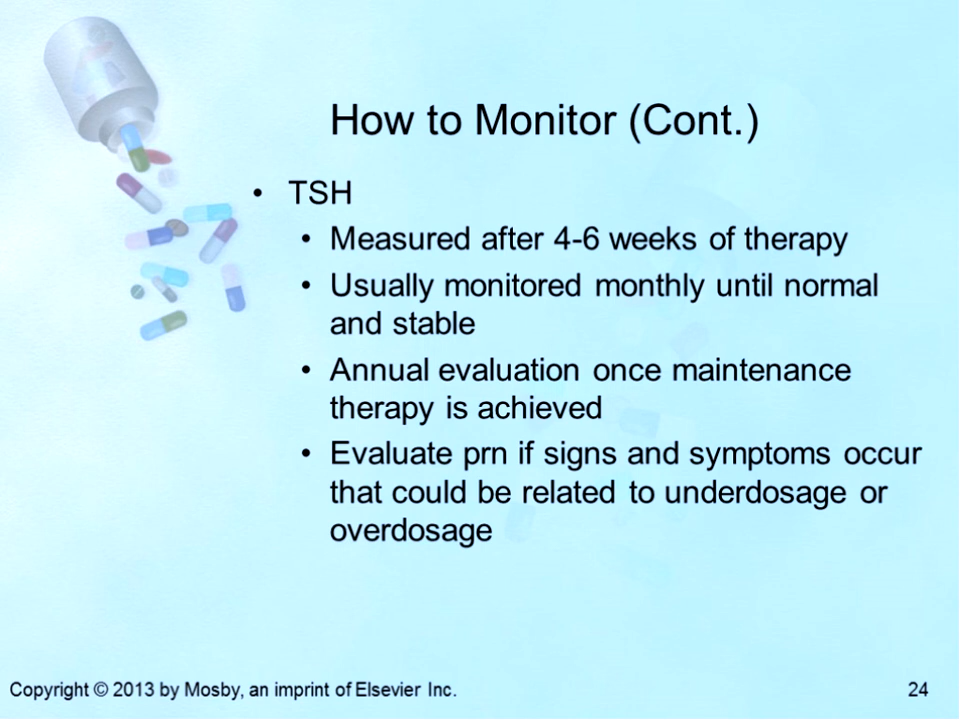 How to Monitor (Cont.)
• TSH
• Measured after 4-6 weeks of therapy
• Usually monitored monthly until normal
and stable
• Annual evaluation once maintenance
therapy is achieved
• Evaluate prn if signs and symptoms occur
that could be related to underdosage or
overdosage
Copyright © 2013 by Mosby, an imprint of Elsevier Inc.
24